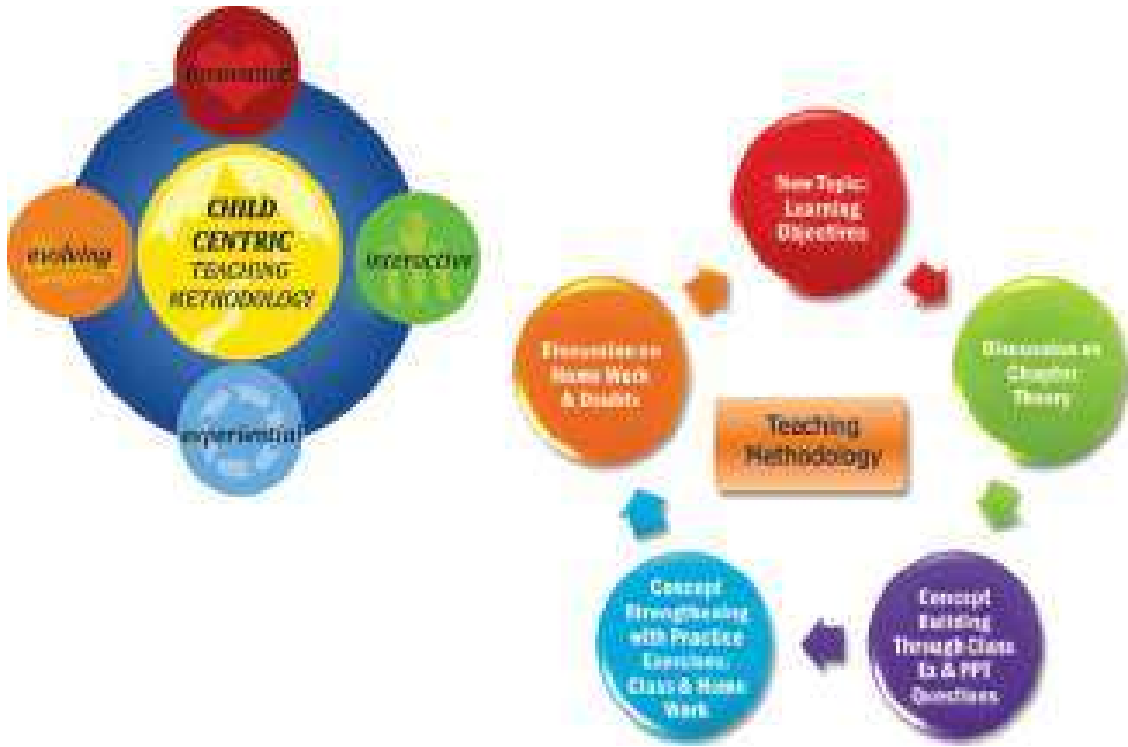 CHILD
CENTRIC
TEACHING
METHODOLOGY
evolving
interactive
experiential
New Topic:
Learning
Objectives
Discussion on
Chapter
Theory
Concept
Building
Through Class
Ex & PPT
Questions
Concept
Strengthening
with Practice
Exercises:
Class & Home
Work
Discussion on
Home Work
& Doubts
Teaching
Methodology